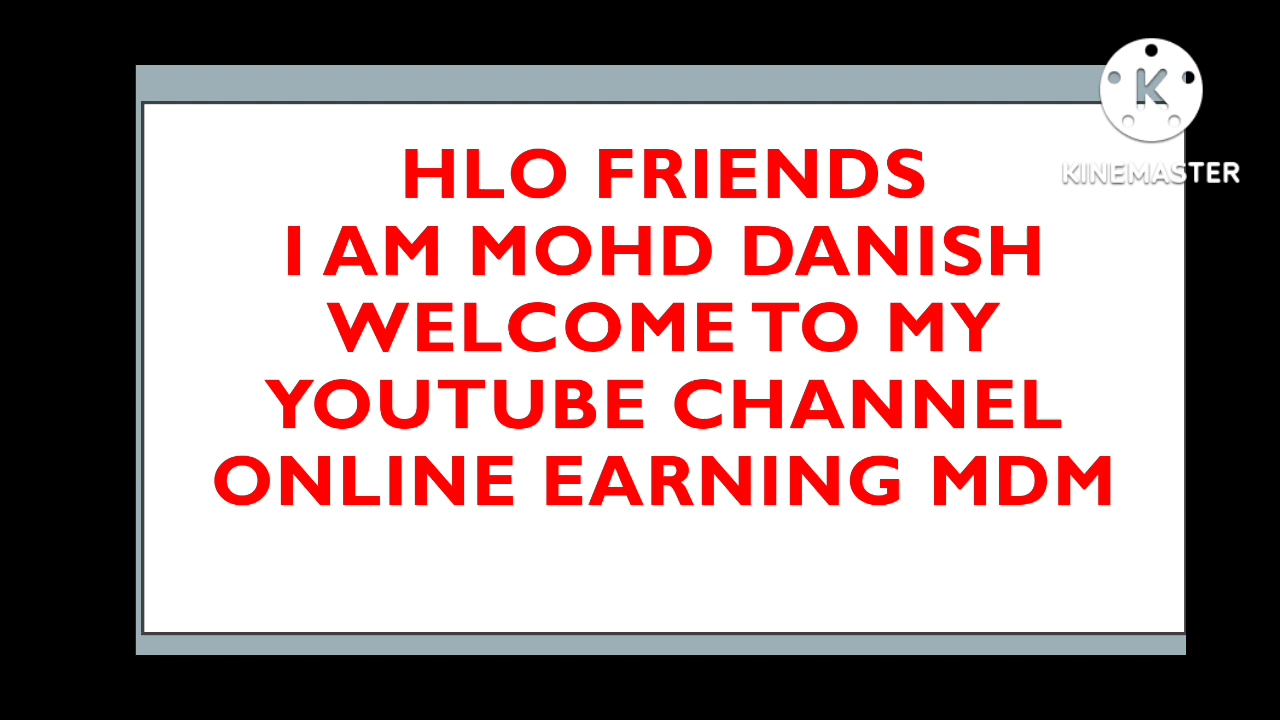 HLO FRIENDS
I AM MOHD DANISH
WELCOME TO MY
YOUTUBE CHANNEL
ONLINE EARNING MDM
K
KINEMASTER